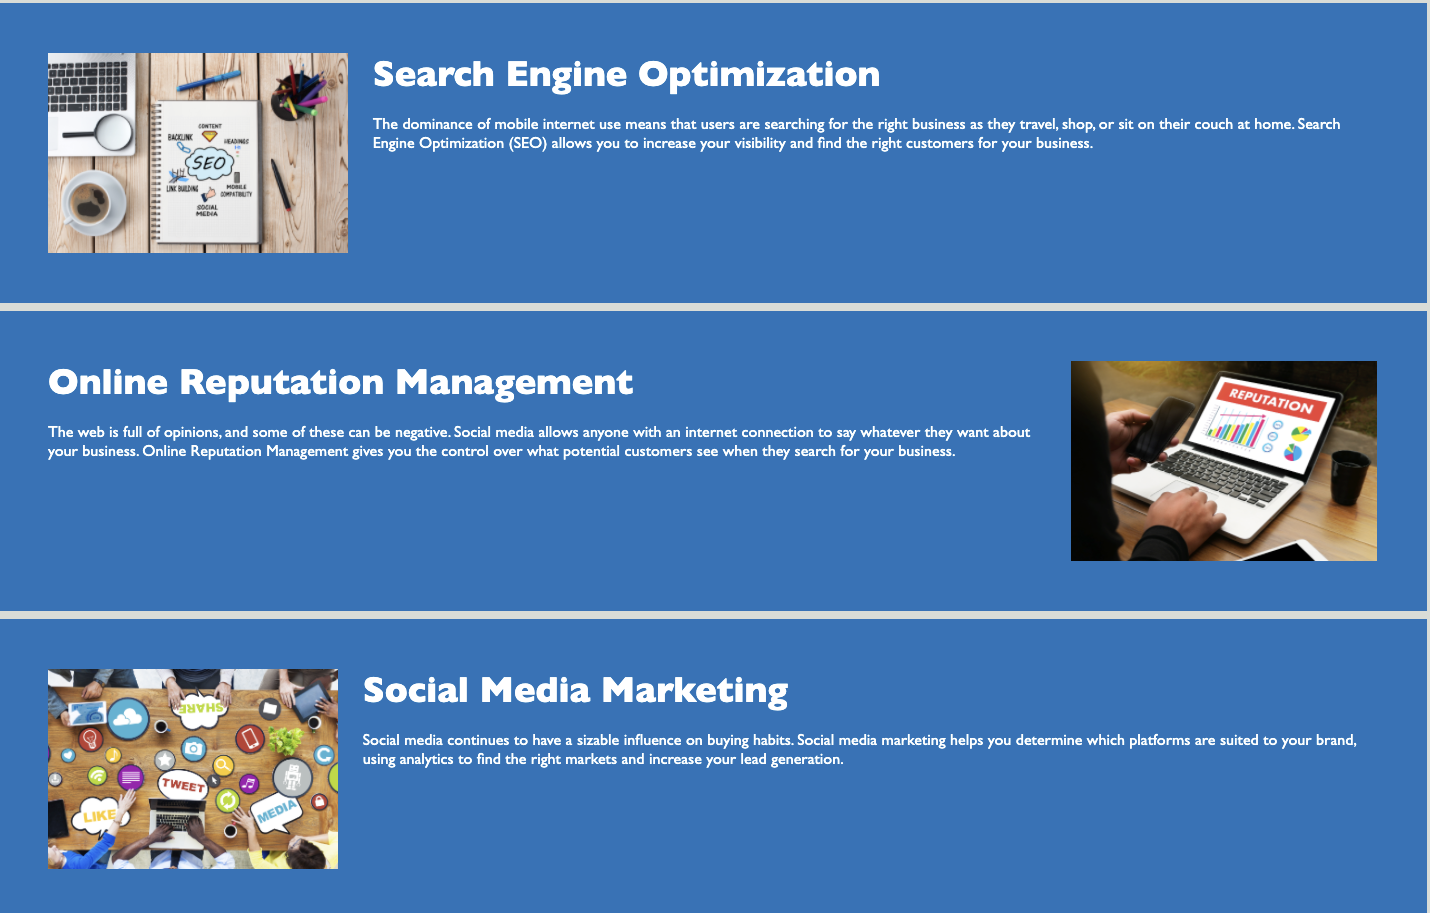 Search Engine Optimization
The dominance of mobile internet use means that users are searching for the right business as they travel, shop, or sit on their couch at home. Search
Engine Optimization (SEO) allows you to increase your visibility and find the right customers for your business.
CONTENT
BACKLINK
HEADINGS
SEO
LINK BUILDING
MOBILE
COMPATIBILITY
SOCIAL
MEDIA
Online Reputation Management
The web is full of opinions, and some of these can be negative. Social media allows anyone with an internet connection to say whatever they want about
your business. Online Reputation Management gives you the control over what potential customers see when they search for your business.
REPUTATION
Social Media Marketing
Social media continues to have a sizable influence on buying habits. Social media marketing helps you determine which platforms are suited to your brand,
using analytics to find the right markets and increase your lead generation.
SHARE
TWEET
LIKE
MEDIA